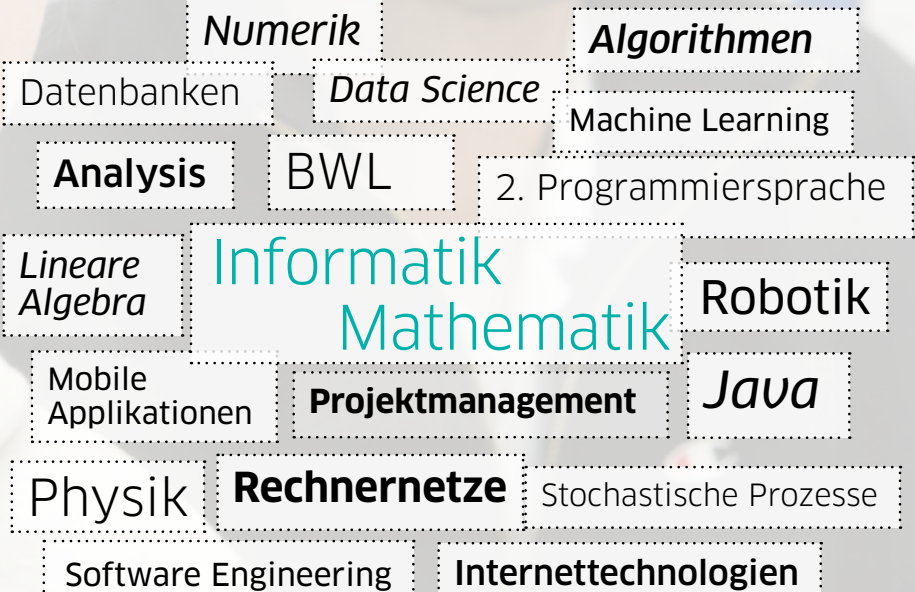 Numerik
Algorithmen
Datenbanken
Data Science
Machine Learning
Analysis
BWL
2. Programmiersprache
Lineare
Algebra
Informatik
Mathematik
Robotik
Mobile
Applikationen
Projektmanagement
Java
Physik
Rechnernetze
Stochastische Prozesse
Software Engineering
Internettechnologien